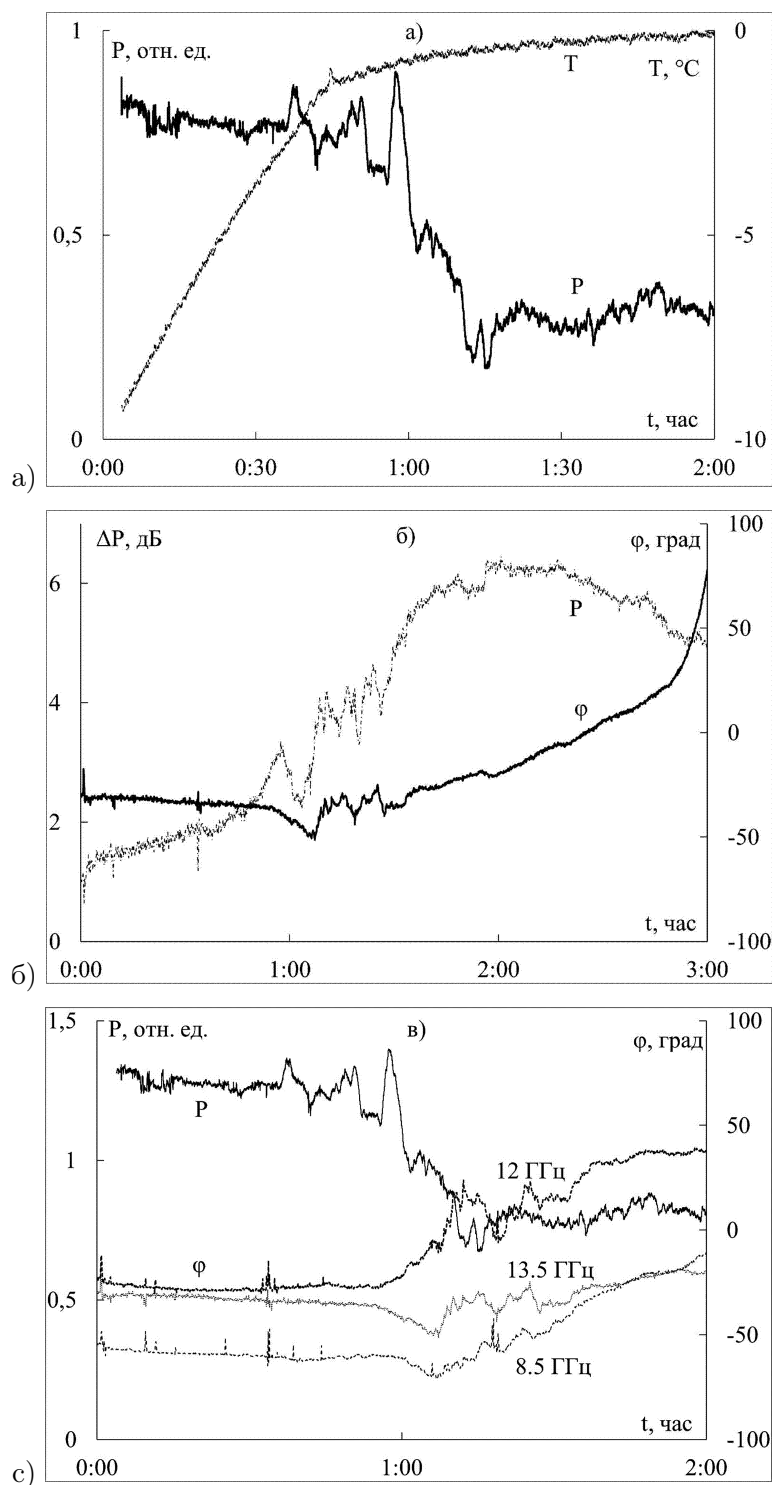 1
P, отн. ед.
а)
0
T
T, °C
0,5
-5
P
t, час
0
-10
0:00
0:30
1:00
1:30
2:00
а)
ΔP, дБ
б)
φ, град
100
6
P
50
4
φ
0
2
-50
t, час
0
-100
0:00
1:00
2:00
3:00
б)
1,5
P, отн. ед.
в)
φ, град
100
P
50
1
12 ГГц
0
φ
13.5 ГГц
0,5
-50
8.5 ГГц
t, час
0
-100
0:00
1:00
2:00
с)